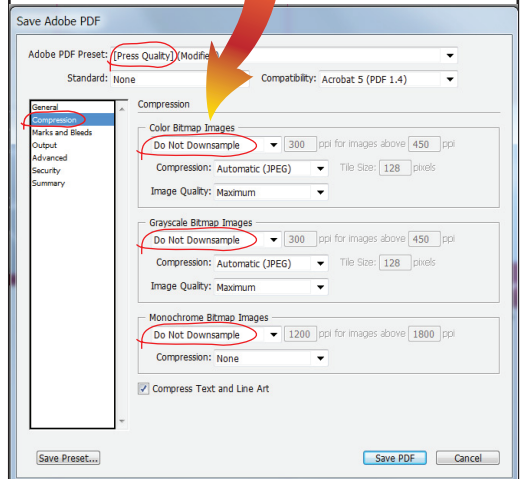 Save Adobe PDF
Adobe PDF Preset: [Press Quality] (Modifie
Standard: None Compatibility: Acrobat 5 (PDF 1.4)
General
Compression
Marks and Bleeds
Output
Advanced
Security
Summary
Compression
Color Bitmap Images
Do Not Downsample 300 ppi for images above 450 ppi
Compression: Automatic (JPEG) Tile Size: 128 pixels
Image Quality: Maximum
Grayscale Bitmap Images
Do Not Downsample 300 ppi for images above 450 ppi
Compression: Automatic (JPEG) Tile Size: 128 pixels
Image Quality: Maximum
Monochrome Bitmap Images
Do Not Downsample 1200 ppi for images above 1800 ppi
Compression: None
Compress Text and Line Art
Save Preset... Save PDF Cancel